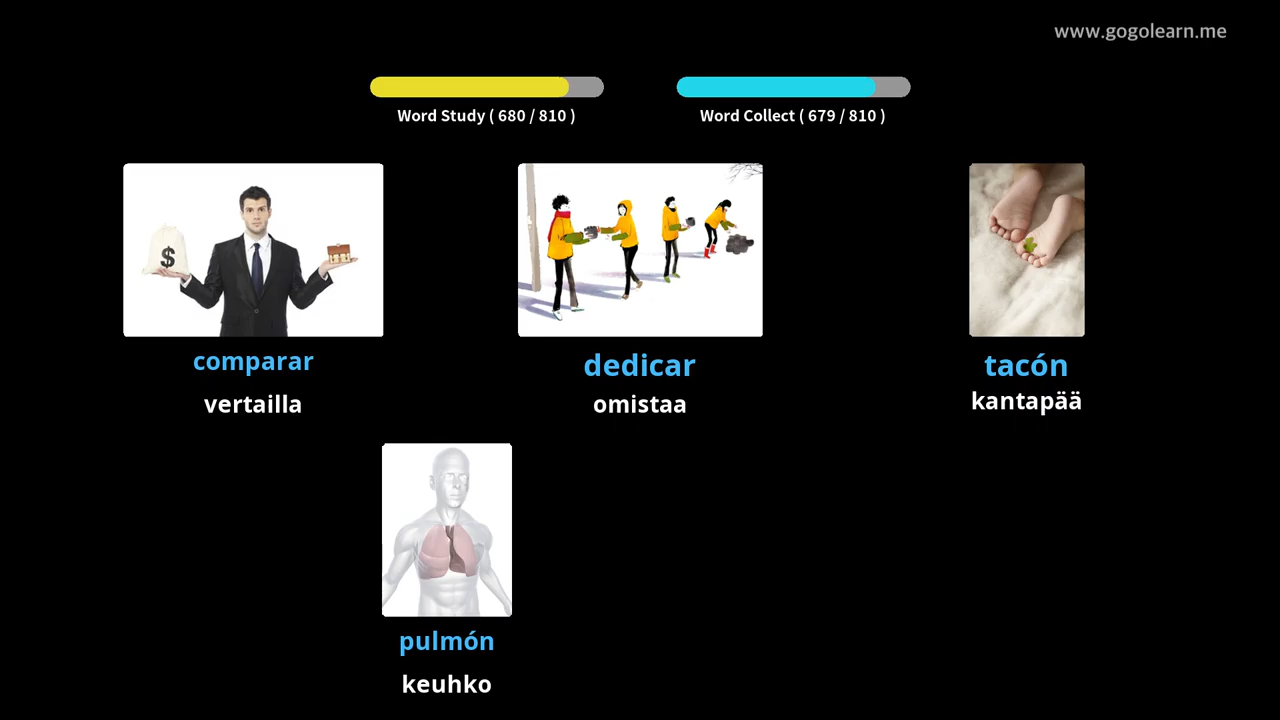 www.gogolearn.me
Word Study ( 680 / 810 )
Word Collect ( 679 / 810 )
$
comparar
vertailla
dedicar
omistaa
tacón
kantapää
pulmón
keuhko